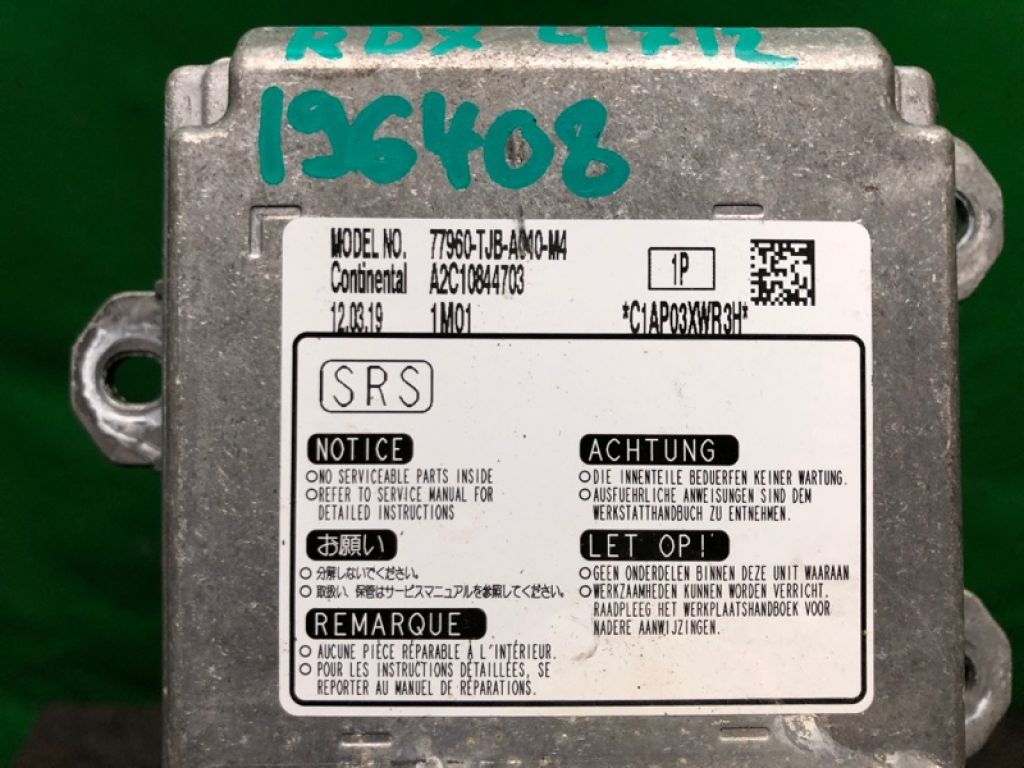 RDX 41712
196408
MODEL NO. 77960-TJB-A040-M4
Continental A2C10844703
1P
12.03.19 1M01 *C1AP03XWR3H*
SRS
NOTICE
○NO SERVICEABLE PARTS INSIDE
○REFER TO SERVICE MANUAL FOR
DETAILED INSTRUCTIONS
お願い
○ 分解しないでください。
○ 取扱い、保管はサービスマニュアルを参照してください。
REMARQUE
○ AUCUNE PIÈCE RÉPARABLE À L'INTÉRIEUR.
○ POUR LES INSTRUCTIONS DÉTAILLÉES, SE
REPORTER AU MANUEL DE RÉPARATIONS.
ACHTUNG
○DIE INNENTEILE BEDUERFEN KEINER WARTUNG.
○AUSFUEHRLICHE ANWEISUNGEN SIND DEM
WERKSTATTHANDBUCH ZU ENTNEHMEN.
LET OP!
○GEEN ONDERDELEN BINNEN DEZE UNIT WAARAAN
○WERKZAAMHEDEN KUNNEN WORDEN VERRICHT.
RAADPLEEG HET WERKPLAATSHANDBOEK VOOR
NADERE AANWIJZINGEN.